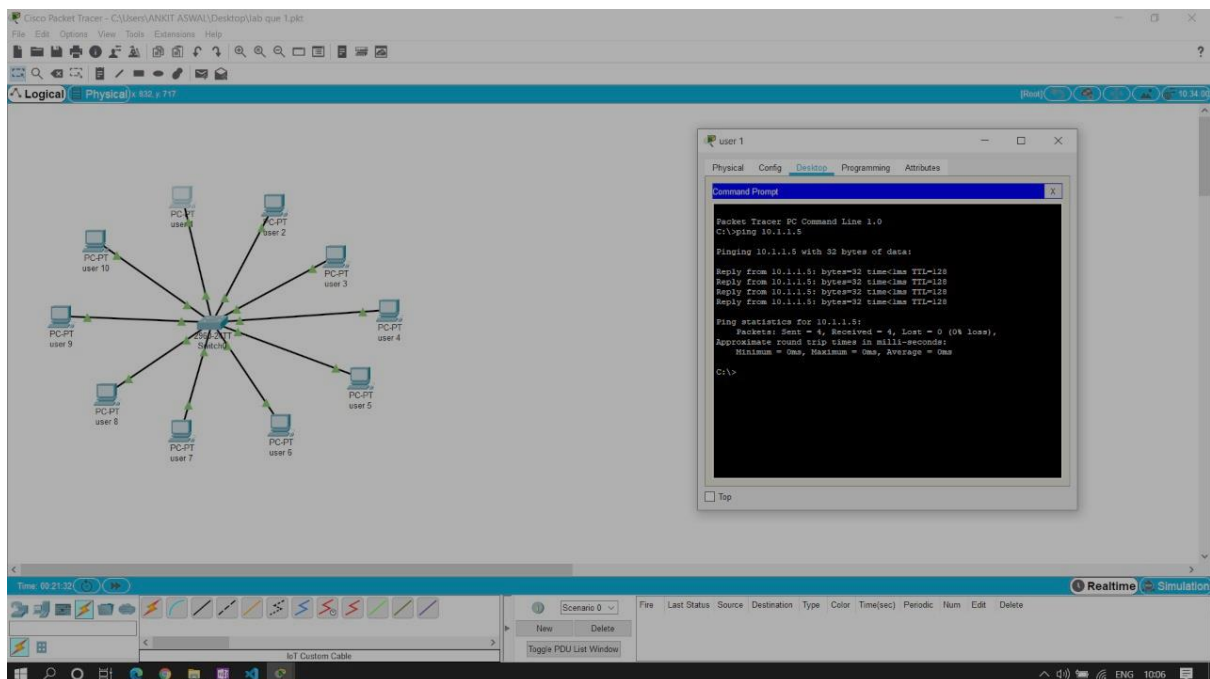 Cisco Packet Tracer - C:\Users\ANKIT ASWAL\Desktop\lab que 1.pkt
File Edit Options View Tools Extensions Help
?
Logical Physical x: 832, y: 717
[Root] 10:34:00
PC-PT
user 1
PC-PT
user 2
PC-PT
user 3
PC-PT
user 4
PC-PT
user 5
PC-PT
user 6
PC-PT
user 7
PC-PT
user 8
PC-PT
user 9
PC-PT
user 10
2960-24TT
Switch0
user 1
Physical Config Desktop Programming Attributes
Command Prompt X
Packet Tracer PC Command Line 1.0
C:\>ping 10.1.1.5
Pinging 10.1.1.5 with 32 bytes of data:
Reply from 10.1.1.5: bytes=32 time<1ms TTL=128
Reply from 10.1.1.5: bytes=32 time<1ms TTL=128
Reply from 10.1.1.5: bytes=32 time<1ms TTL=128
Reply from 10.1.1.5: bytes=32 time<1ms TTL=128
Ping statistics for 10.1.1.5:
Packets: Sent = 4, Received = 4, Lost = 0 (0% loss),
Approximate round trip times in milli-seconds:
Minimum = 0ms, Maximum = 0ms, Average = 0ms
C:\>
Top
Time: 00:21:32
Realtime Simulation
Scenario 0
New Delete
Toggle PDU List Window
Fire Last Status Source Destination Type Color Time(sec) Periodic Num Edit Delete
IoT Custom Cable
ENG 10:06